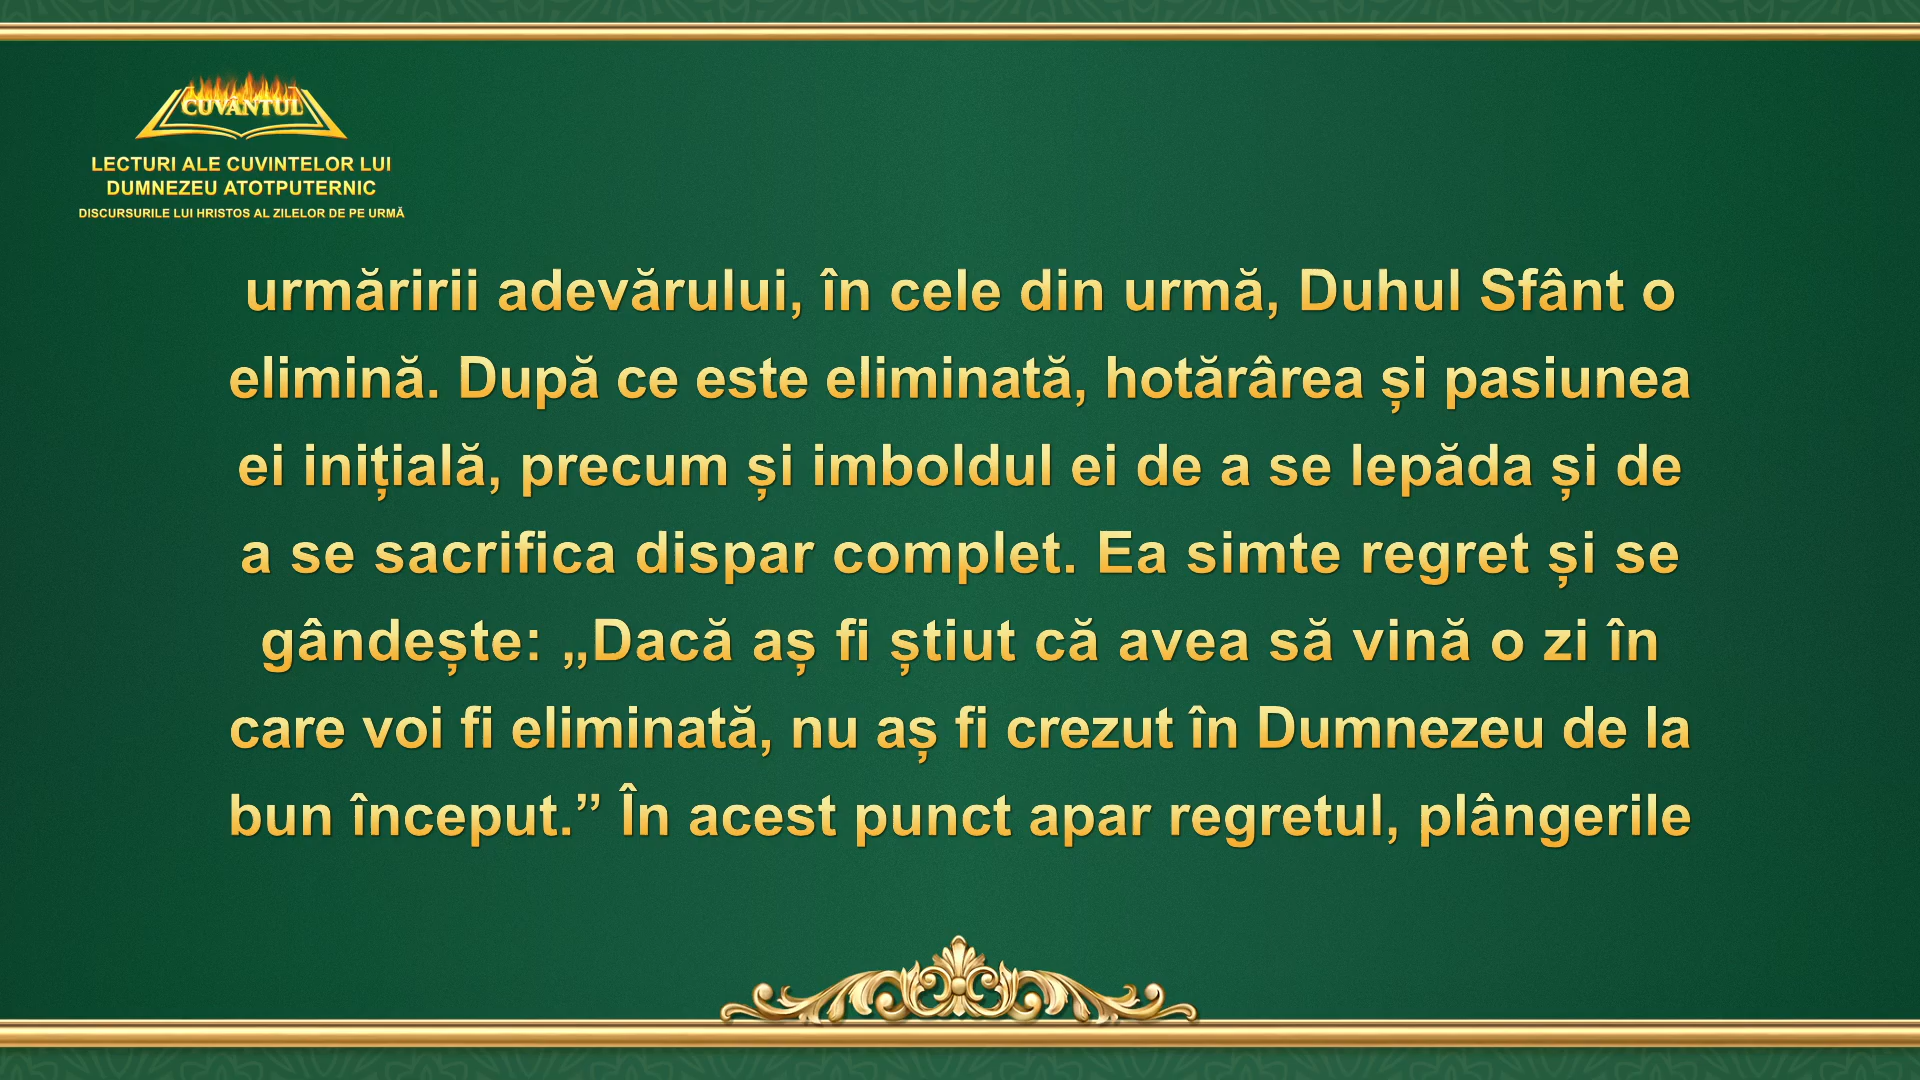 CUVÂNTUL
LECTURI ALE CUVINTELOR LUI
DUMNEZEU ATOTPUTERNIC
DISCURSURILE LUI HRISTOS AL ZILELOR DE PE URMĂ
urmăririi adevărului, în cele din urmă, Duhul Sfânt o
elimină. După ce este eliminată, hotărârea și pasiunea
ei inițială, precum și imboldul ei de a se lepăda și de
a se sacrifica dispar complet. Ea simte regret și se
gândește: „Dacă aș fi știut că avea să vină o zi în
care voi fi eliminată, nu aș fi crezut în Dumnezeu de la
bun început.” În acest punct apar regretul, plângerile